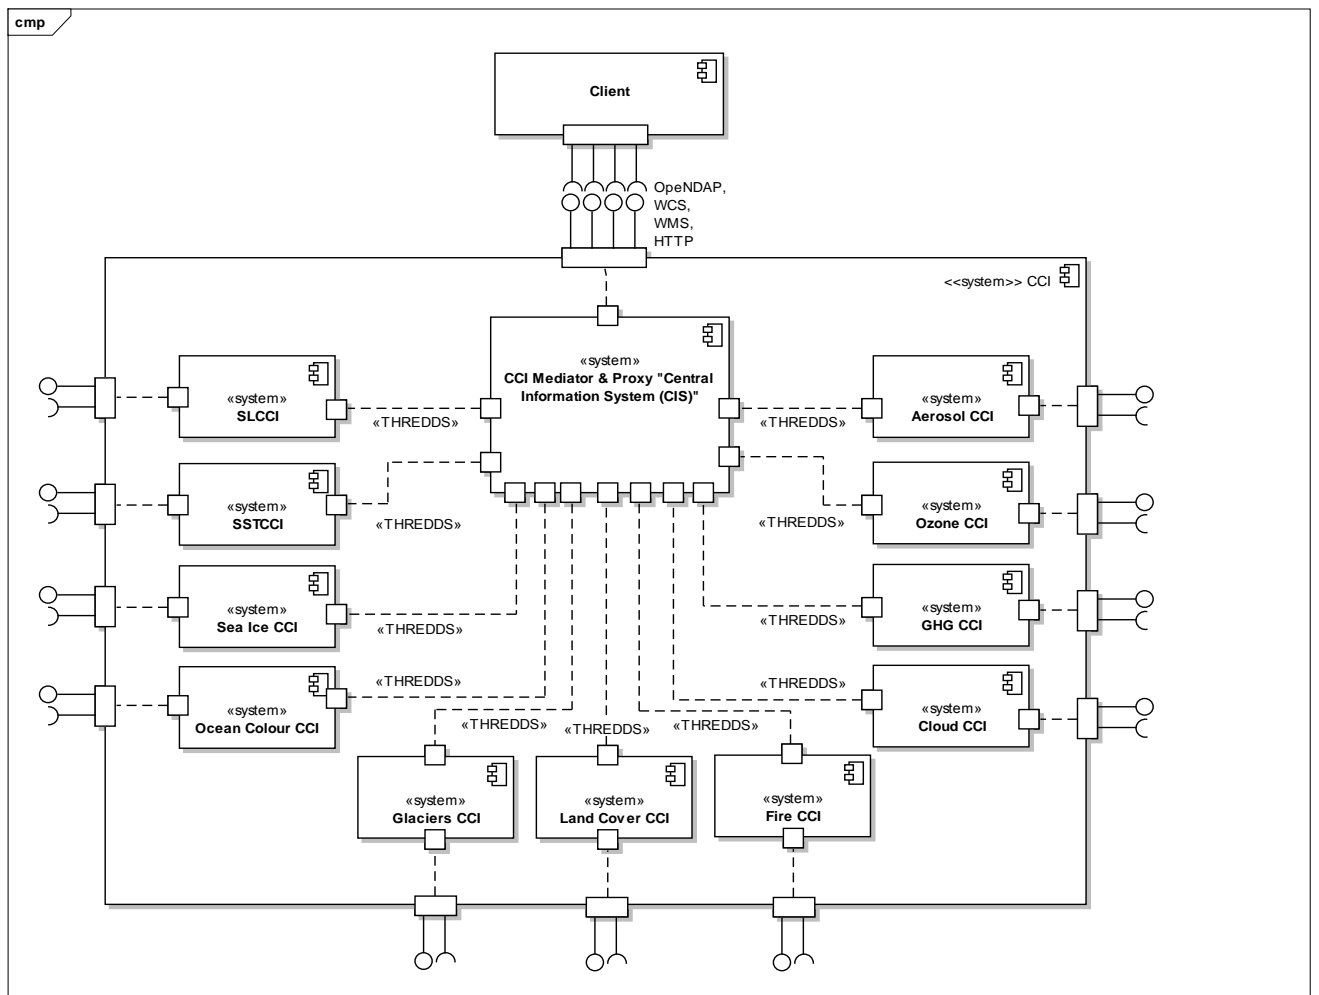 cmp
Client
OpeNDAP,
WCS,
WMS,
HTTP
<<system>> CCI
«system»
CCI Mediator & Proxy "Central
Information System (CIS)"
«system»
SLCCI
«THREDDS»
«THREDDS»
«system»
Aerosol CCI
«system»
SSTCCI
«THREDDS»
«THREDDS»
«system»
Ozone CCI
«system»
Sea Ice CCI
«THREDDS»
«THREDDS»
«system»
GHG CCI
«system»
Ocean Colour CCI
«THREDDS»
«THREDDS»
«system»
Cloud CCI
«THREDDS»
«THREDDS»
«THREDDS»
«system»
Glaciers CCI
«system»
Land Cover CCI
«system»
Fire CCI